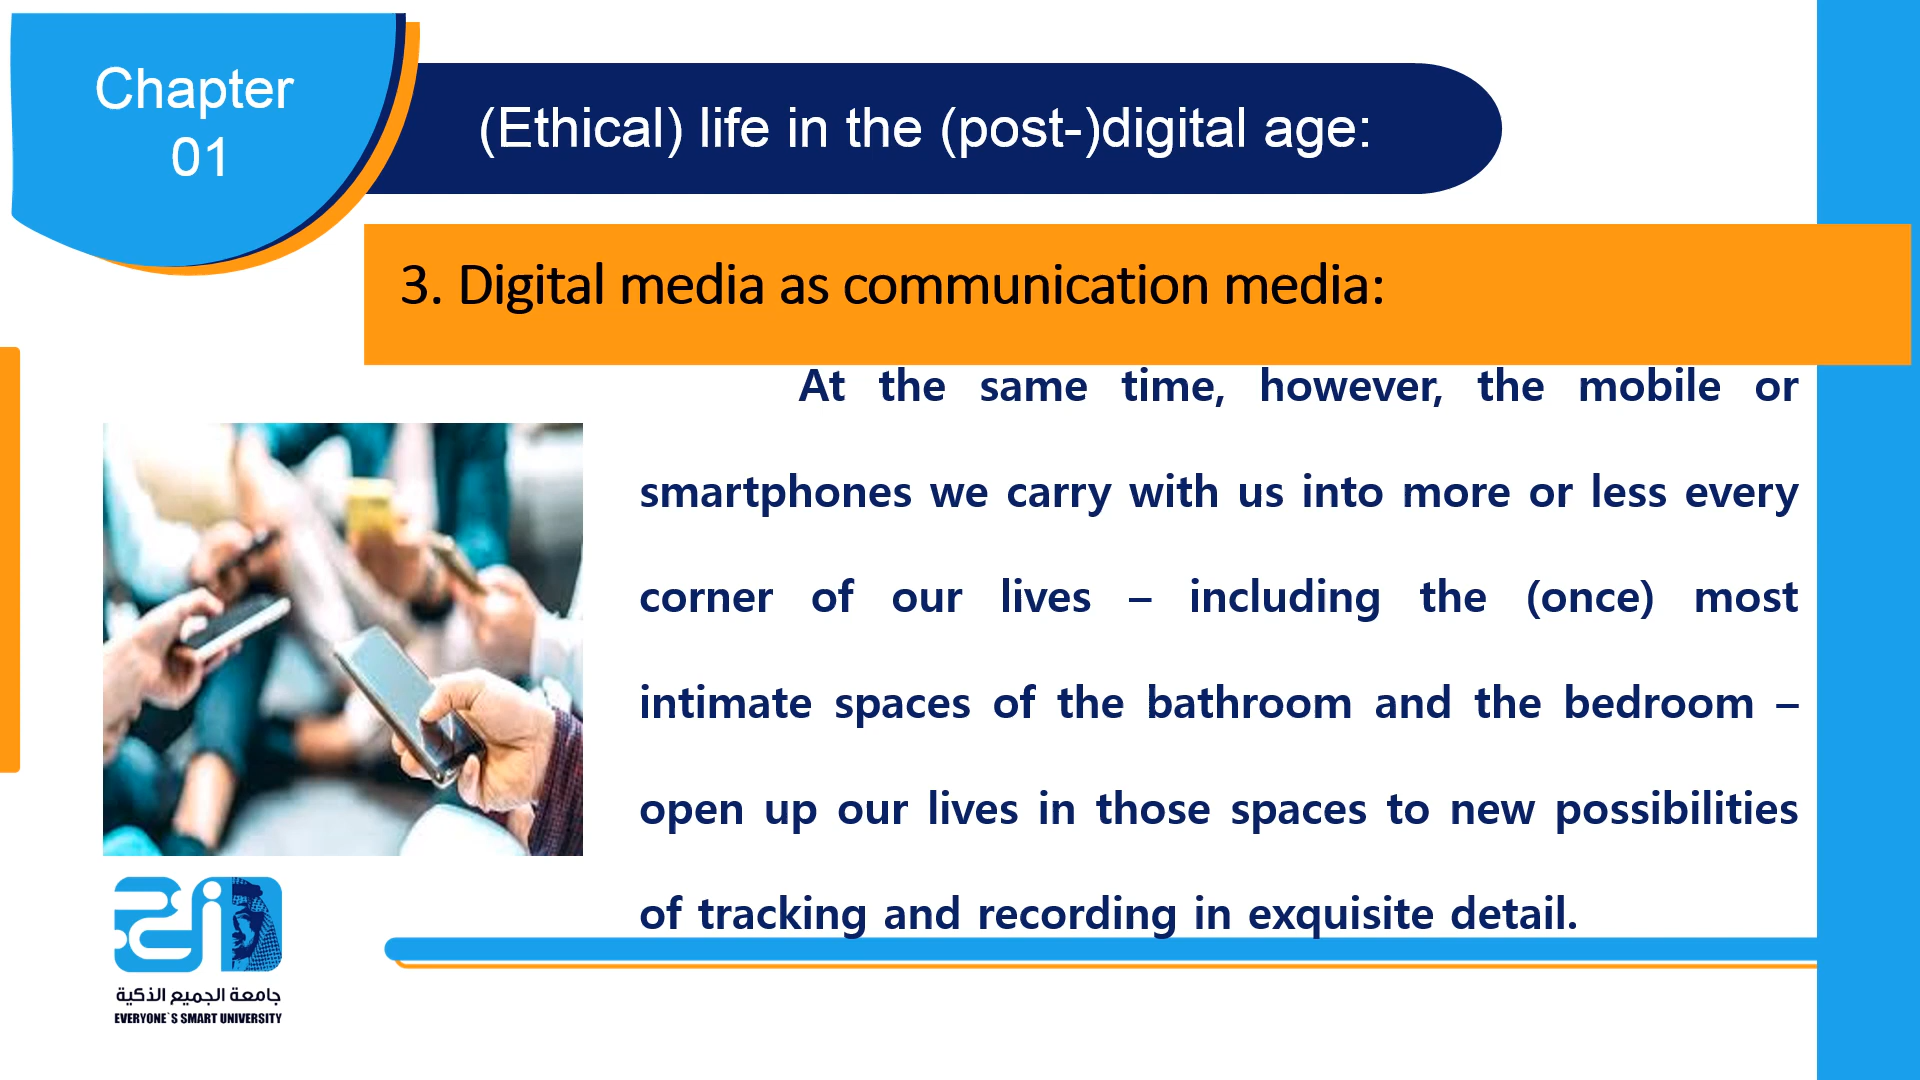 Chapter
01
(Ethical) life in the (post-)digital age:
3. Digital media as communication media:
At the same time, however, the mobile or
smartphones we carry with us into more or less every
corner of our lives – including the (once) most
intimate spaces of the bathroom and the bedroom –
open up our lives in those spaces to new possibilities
of tracking and recording in exquisite detail.
جامعة الجميع الذكية
EVERYONE`S SMART UNIVERSITY